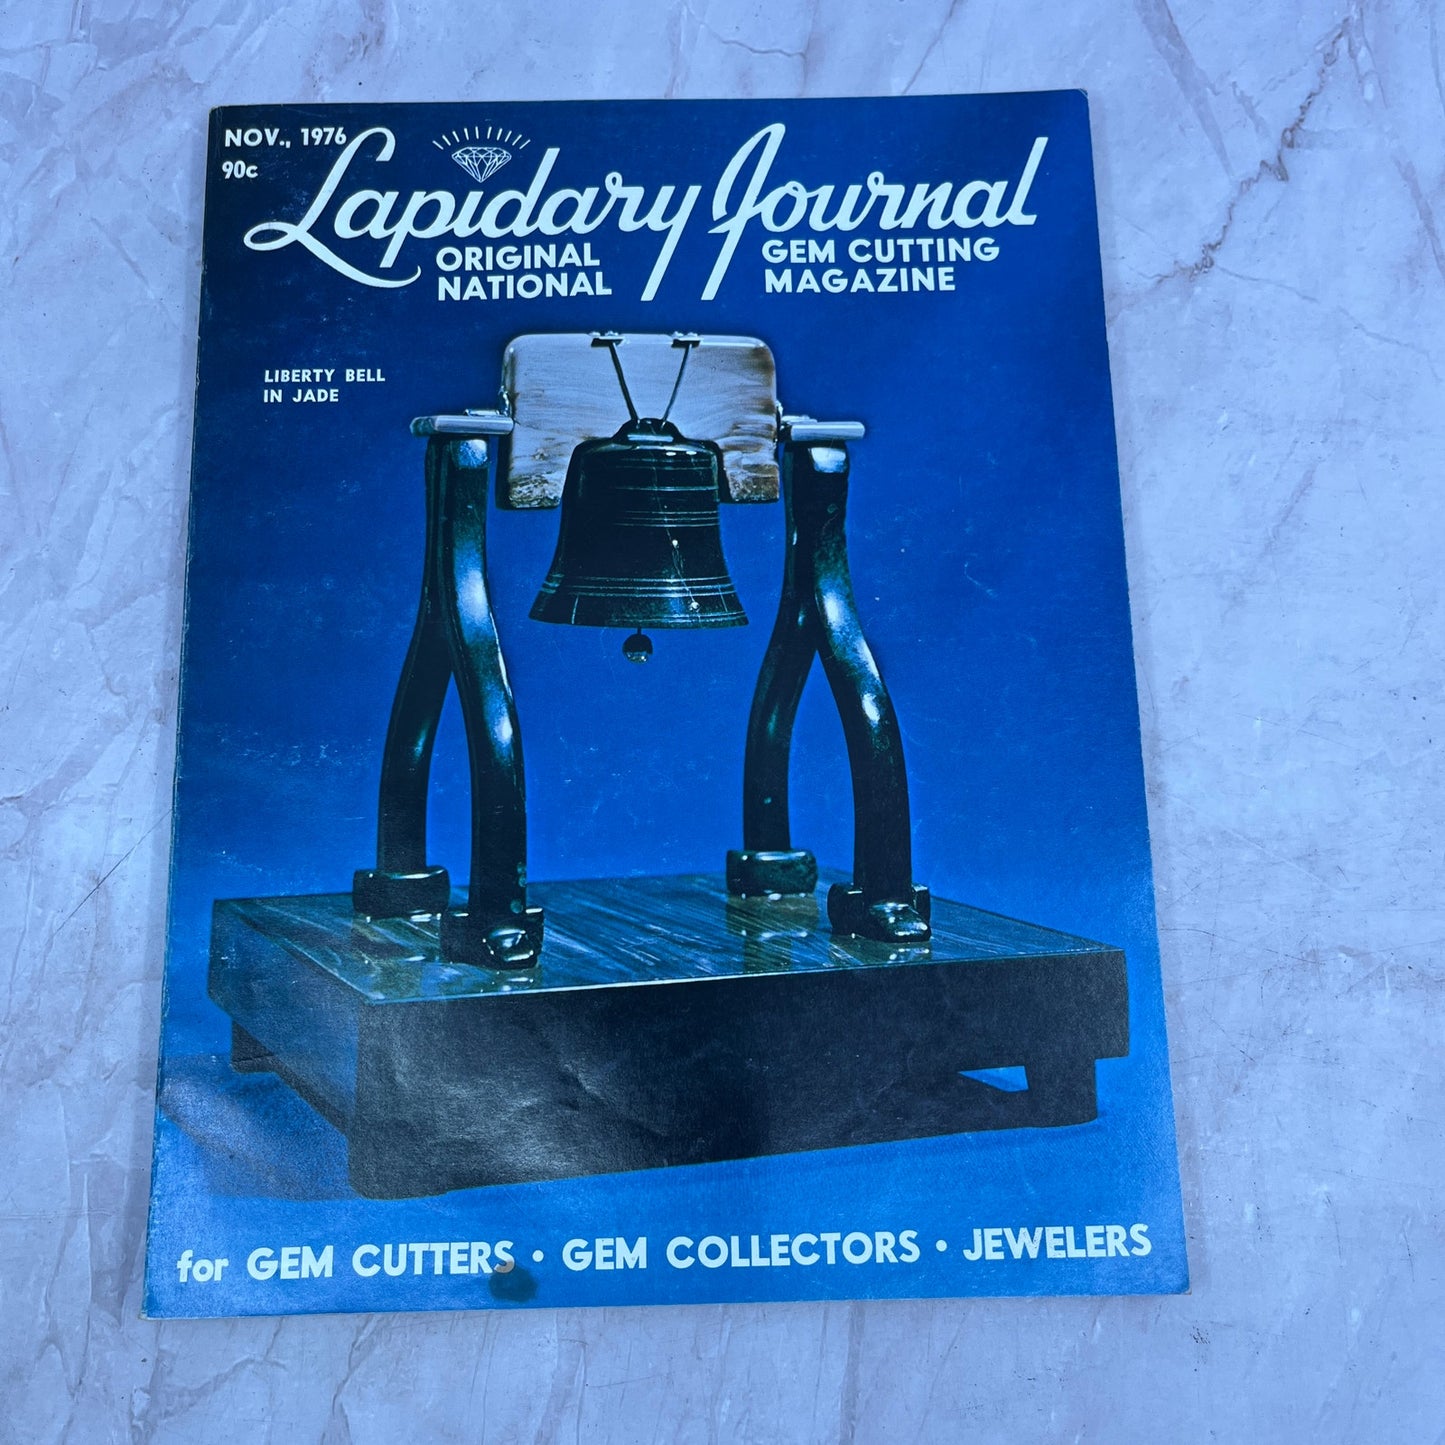 NOV., 1976
90c
Lapidary Journal
ORIGINAL NATIONAL
GEM CUTTING MAGAZINE
LIBERTY BELL
IN JADE
for GEM CUTTERS • GEM COLLECTORS • JEWELERS